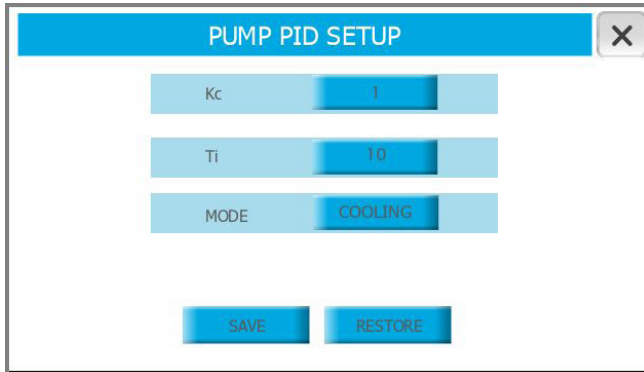 PUMP PID SETUP
Kc 1
Ti 10
MODE COOLING
SAVE RESTORE